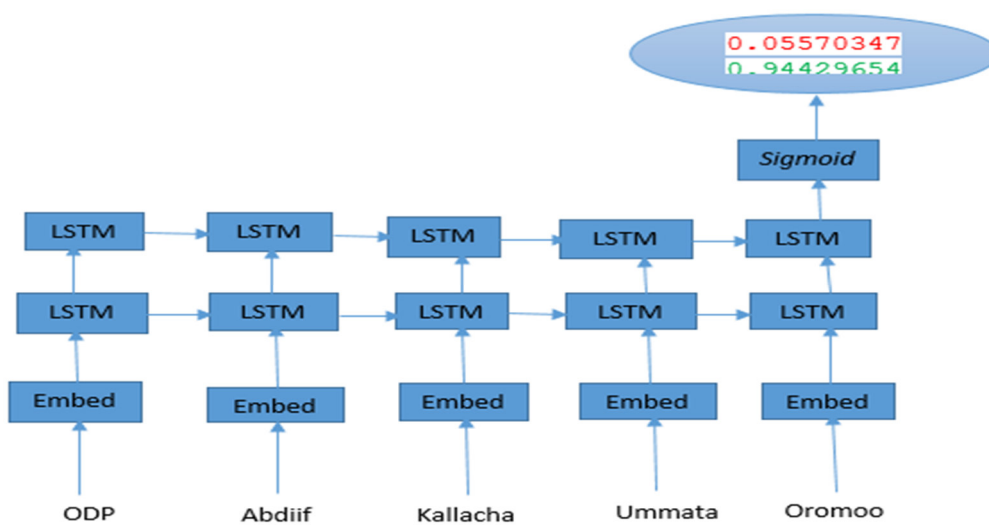 0.05570347
0.94429654
Sigmoid
LSTM LSTM LSTM LSTM LSTM
LSTM LSTM LSTM LSTM LSTM
Embed Embed Embed Embed Embed
ODP Abdiif Kallacha Ummata Oromoo